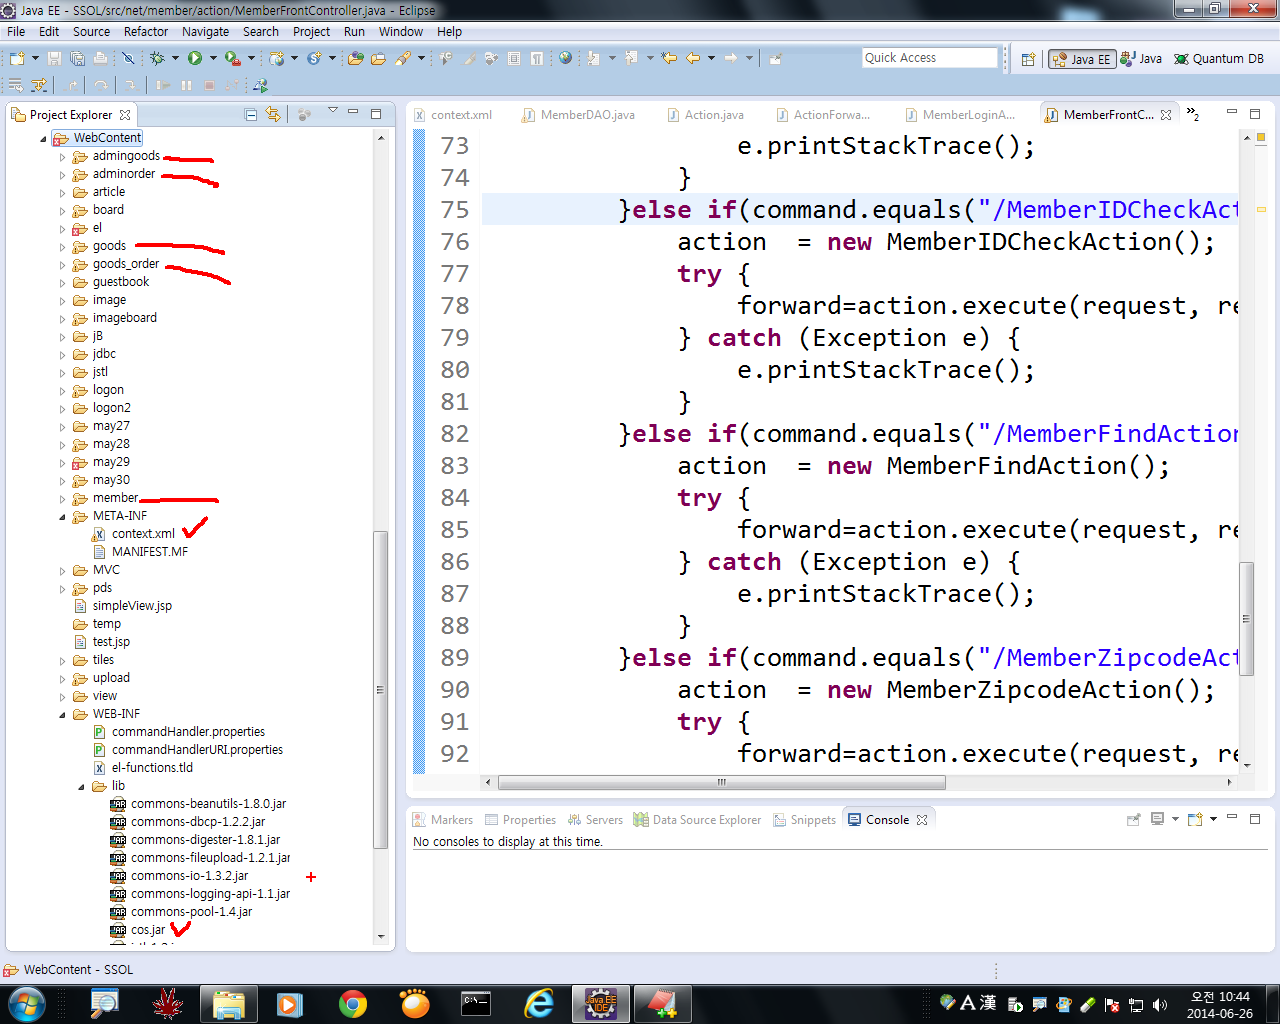 Java EE - SSOL/src/net/member/action/MemberFrontController.java - Eclipse
File Edit Source Refactor Navigate Search Project Run Window Help
Quick Access
Java EE
Java
Quantum DB
Project Explorer
WebContent
admingoods
adminorder
article
board
el
goods
goods_order
guestbook
image
imageboard
jB
jdbc
jstl
logon
logon2
may27
may28
may29
may30
member
META-INF
context.xml
MANIFEST.MF
MVC
pds
simpleView.jsp
temp
test.jsp
tiles
upload
view
WEB-INF
commandHandler.properties
commandHandlerURI.properties
el-functions.tld
lib
commons-beanutils-1.8.0.jar
commons-dbcp-1.2.2.jar
commons-digester-1.8.1.jar
commons-fileupload-1.2.1.jar
commons-io-1.3.2.jar
commons-logging-api-1.1.jar
commons-pool-1.4.jar
cos.jar
context.xml MemberDAO.java Action.java ActionForwa... MemberLoginA... MemberFrontC... 2
73 e.printStackTrace();
74 }
75 }else if(command.equals("/MemberIDCheckAct
76 action = new MemberIDCheckAction();
77 try {
78 forward=action.execute(request, re
79 } catch (Exception e) {
80 e.printStackTrace();
81 }
82 }else if(command.equals("/MemberFindAction
83 action = new MemberFindAction();
84 try {
85 forward=action.execute(request, re
86 } catch (Exception e) {
87 e.printStackTrace();
88 }
89 }else if(command.equals("/MemberZipcodeAct
90 action = new MemberZipcodeAction();
91 try {
92 forward=action.execute(request, re
Markers Properties Servers Data Source Explorer Snippets Console
No consoles to display at this time.
WebContent - SSOL
A 漢
오전 10:44
2014-06-26